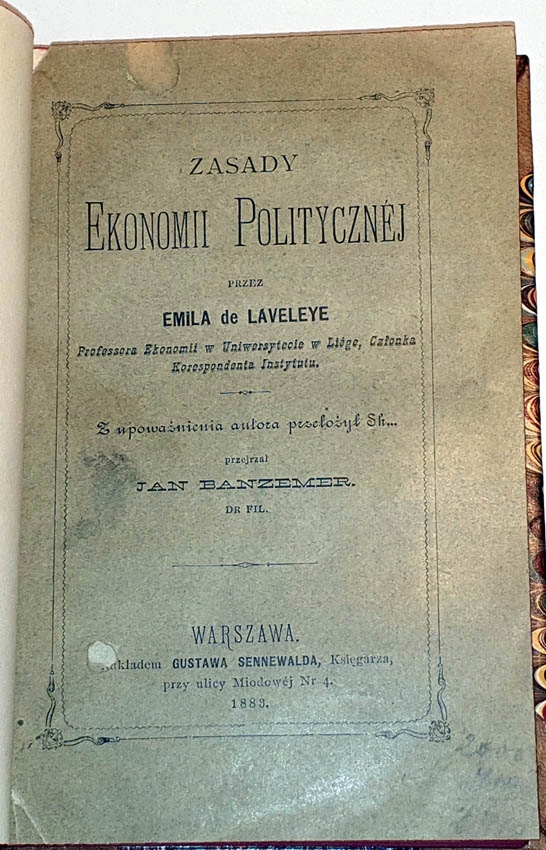 ZASADY
EKONOMII POLITYCZNÉJ
PRZEZ
EMILA de LAVELEYE
Professora Ekonomii w Uniwersytecie w Liége, Członka
Korespondenta Instytutu.
Z upoważnienia autora przełożył Sk...
przejrzał
JAN BANZEMER.
DR FIL.
WARSZAWA.
Nakładem GUSTAWA SENNEWALDA, Księgarza,
przy ulicy Miodowéj Nr 4.
1883.